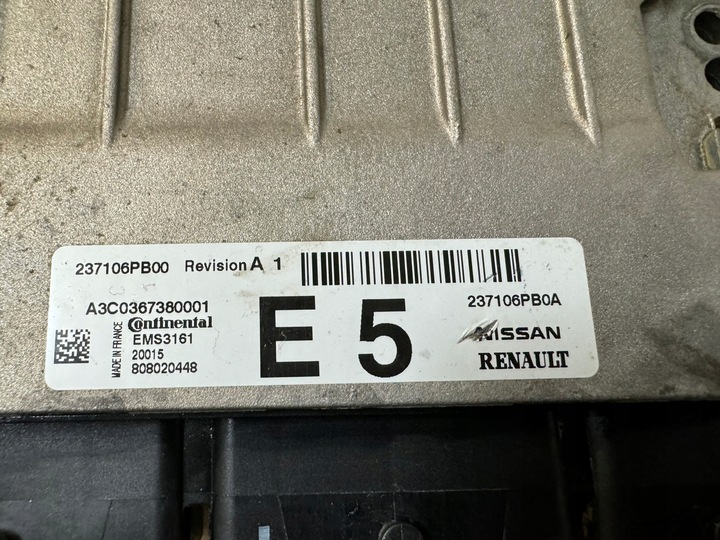 237106PB00 Revision A 1
237106PB0A
A3C0367380001
Continental
EMS3161
20015
808020448
MADE IN FRANCE
E 5
NISSAN
RENAULT